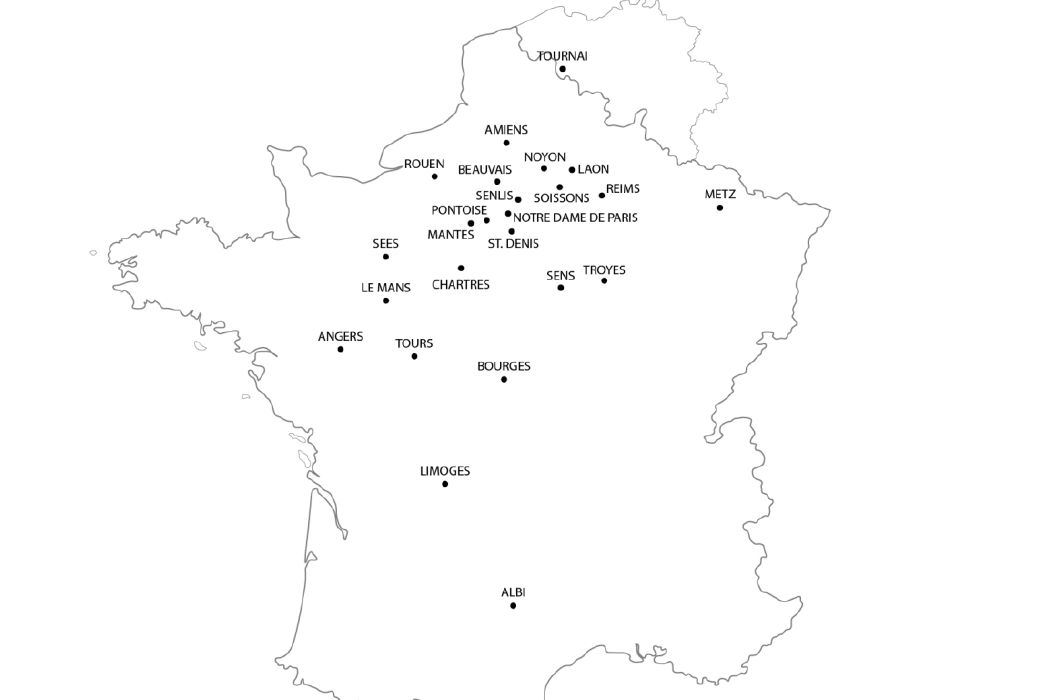 TOURNAI
AMIENS
NOYON
ROUEN
BEAUVAIS
LAON
REIMS
SENLIS
SOISSONS
METZ
PONTOISE
NOTRE DAME DE PARIS
MANTES
SEES
ST. DENIS
TROYES
SENS
CHARTRES
LE MANS
ANGERS
TOURS
BOURGES
LIMOGES
ALBI